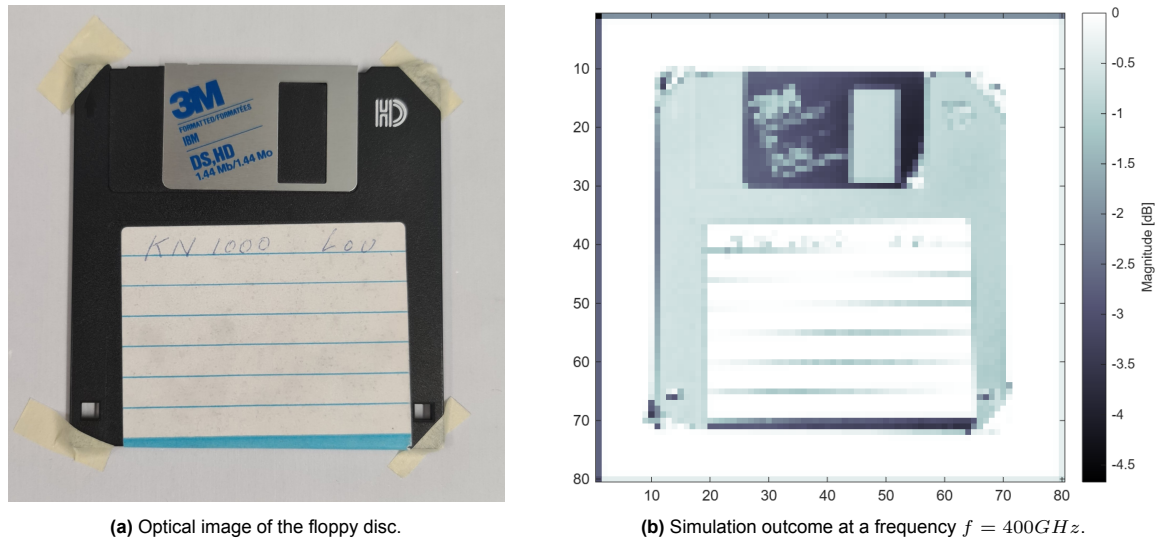 3M
FORMATTED/FORMATÉES
IBM
DS,HD
1.44 Mb/1.44 Mo
HD
KN 1000 LOU
(a) Optical image of the floppy disc.
0
-0.5
-1
-1.5
-2
-2.5
-3
-3.5
-4
-4.5
Magnitude [dB]
10
20
30
40
50
60
70
80
10 20 30 40 50 60 70 80
(b) Simulation outcome at a frequency f = 400GHz.